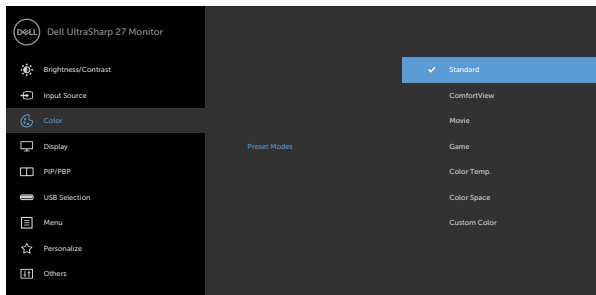 DELL
Dell UltraSharp 27 Monitor
Brightness/Contrast
Input Source
Color
Display
PIP/PBP
USB Selection
Menu
Personalize
Others
Preset Modes
Standard
ComfortView
Movie
Game
Color Temp.
Color Space
Custom Color